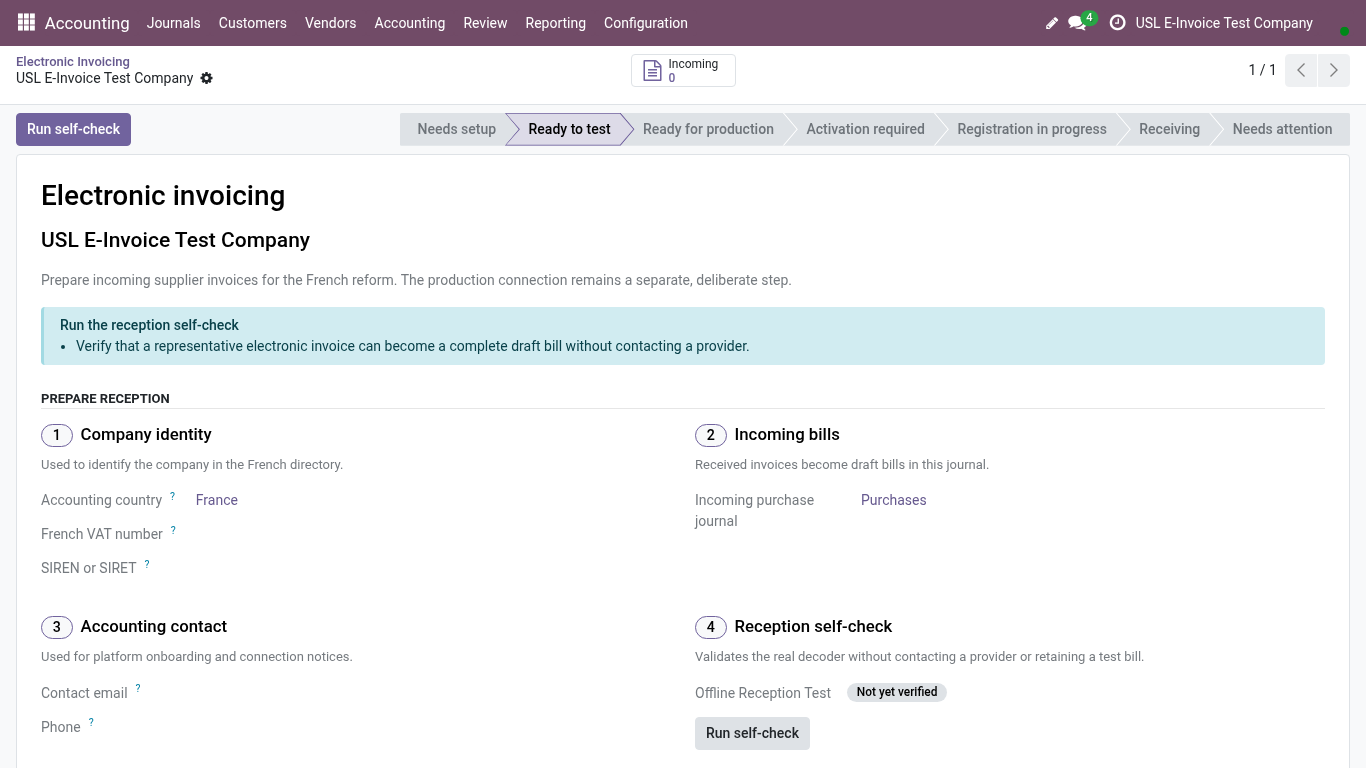 Accounting Journals Customers Vendors Accounting Review Reporting Configuration 4 USL E-Invoice Test Company
Electronic Invoicing
USL E-Invoice Test Company
Incoming
0
1 / 1
Run self-check
Needs setup Ready to test Ready for production Activation required Registration in progress Receiving Needs attention
Electronic invoicing
USL E-Invoice Test Company
Prepare incoming supplier invoices for the French reform. The production connection remains a separate, deliberate step.
Run the reception self-check
• Verify that a representative electronic invoice can become a complete draft bill without contacting a provider.
PREPARE RECEPTION
1 Company identity
Used to identify the company in the French directory.
Accounting country ? France
French VAT number ?
SIREN or SIRET ?
2 Incoming bills
Received invoices become draft bills in this journal.
Incoming purchase
journal
Purchases
3 Accounting contact
Used for platform onboarding and connection notices.
Contact email ?
Phone ?
4 Reception self-check
Validates the real decoder without contacting a provider or retaining a test bill.
Offline Reception Test Not yet verified
Run self-check